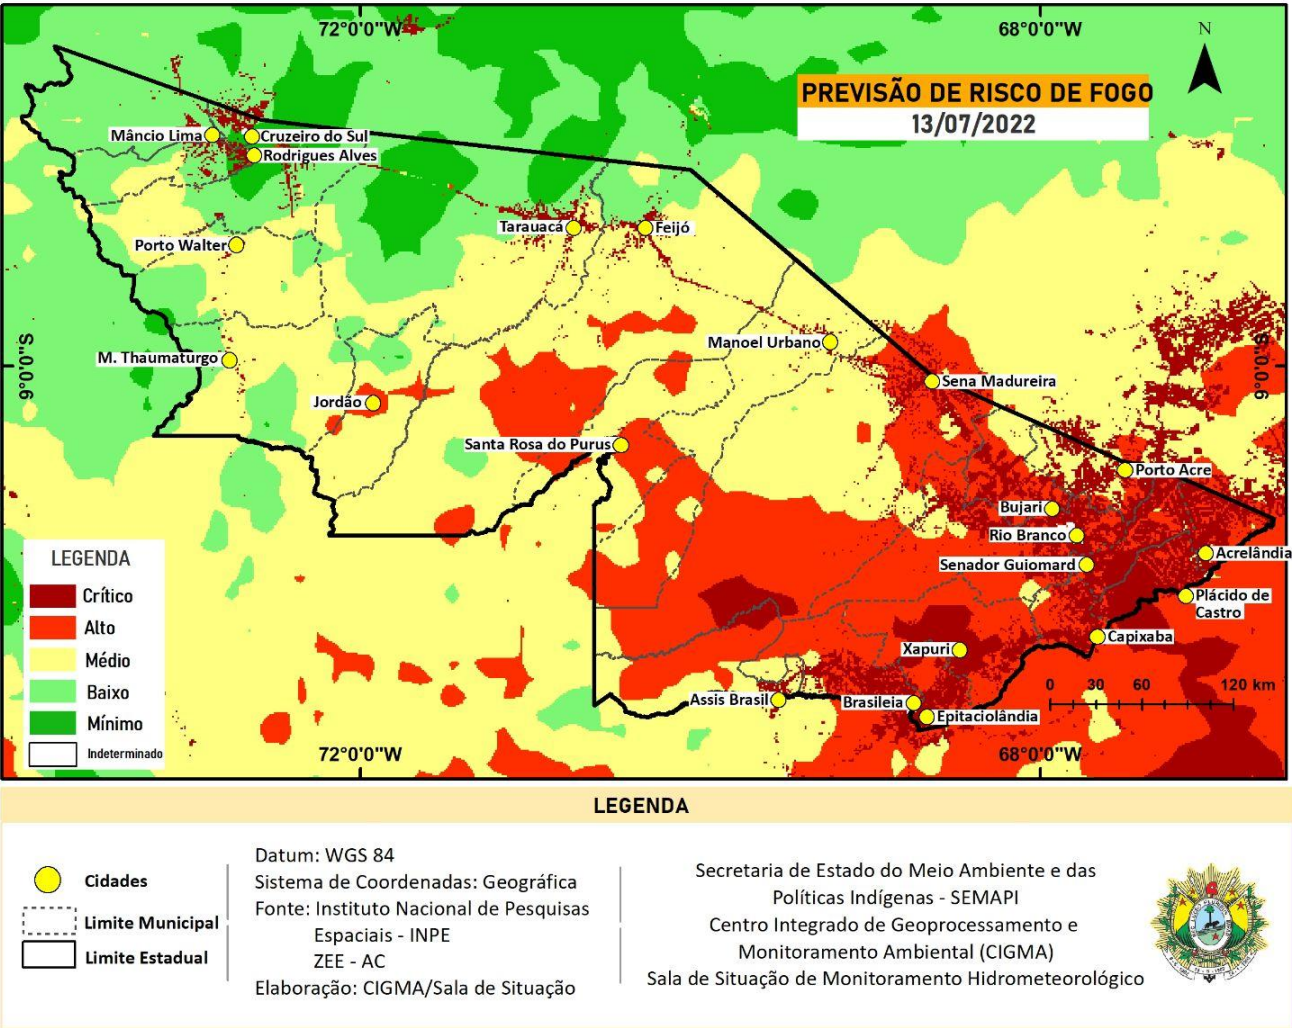 72°0'0"W
68°0'0"W
N
PREVISÃO DE RISCO DE FOGO
13/07/2022
Mâncio Lima
Cruzeiro do Sul
Rodrigues Alves
Tarauacá
Feijó
Porto Walter
9°0'0"S
M. Thaumaturgo
Manoel Urbano
9°0'0"S
Jordão
Sena Madureira
Santa Rosa do Purus
Porto Acre
Bujari
Rio Branco
Senador Guiomard
Acrelândia
Plácido de
Castro
Capixaba
Xapuri
Assis Brasil
Brasileia
Epitaciolândia
0 30 60 120 km
72°0'0"W
68°0'0"W
LEGENDA
Crítico
Alto
Médio
Baixo
Mínimo
Indeterminado
LEGENDA
Cidades
Limite Municipal
Limite Estadual
Datum: WGS 84
Sistema de Coordenadas: Geográfica
Fonte: Instituto Nacional de Pesquisas
Espaciais - INPE
ZEE - AC
Elaboração: CIGMA/Sala de Situação
Secretaria de Estado do Meio Ambiente e das
Políticas Indígenas - SEMAPI
Centro Integrado de Geoprocessamento e
Monitoramento Ambiental (CIGMA)
Sala de Situação de Monitoramento Hidrometeorológico